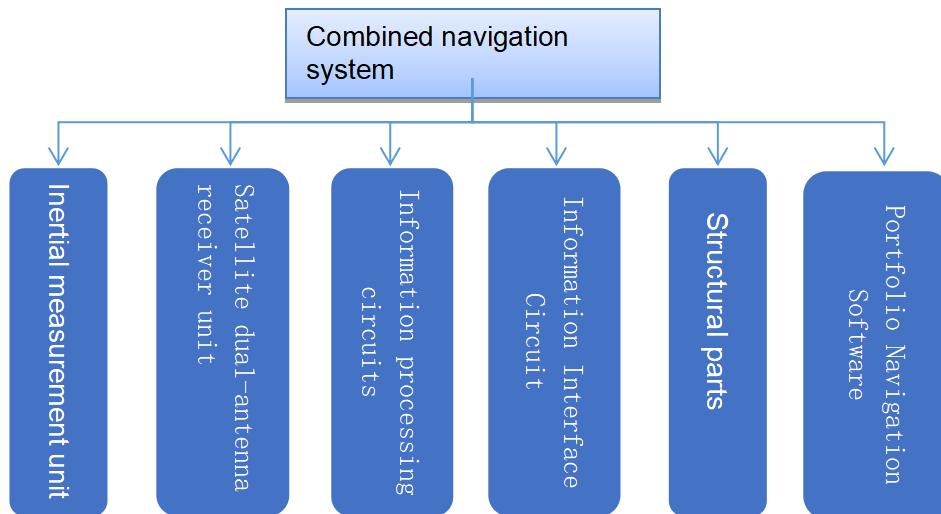 Combined navigation
system
Inertial measurement unit
Satellite dual-antenna
receiver unit
Information processing
circuits
Information Interface
Circuit
Structural parts
Portfolio Navigation
Software